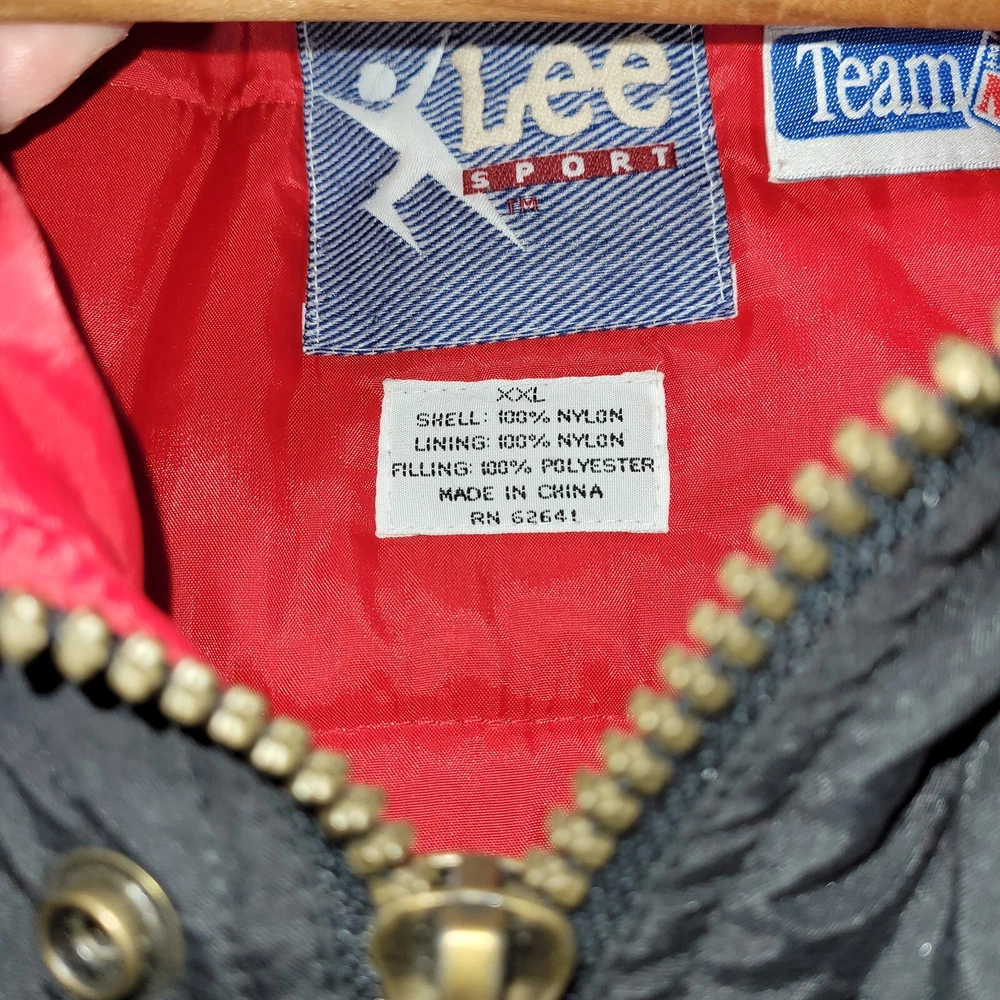 Lee
SPORT
TM
Team
XXL
SHELL: 100% NYLON
LINING: 100% NYLON
FILLING: 100% POLYESTER
MADE IN CHINA
RN 62641